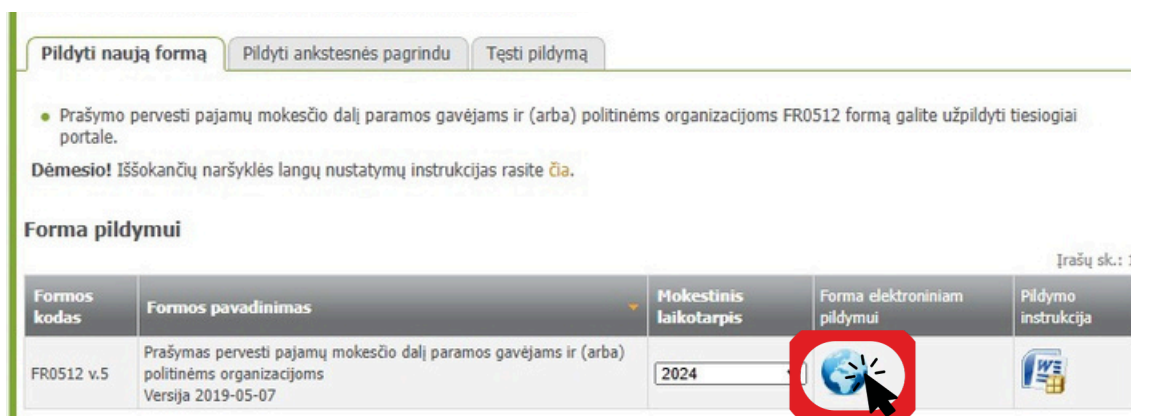 Pildyti naują formą
Pildyti ankstesnės pagrindu
Tęsti pildymą
Prašymo pervesti pajamų mokesčio dalį paramos gavėjams ir (arba) politinėms organizacijoms FR0512 formą galite užpildyti tiesiogiai
portale.
Dėmesio! Iššokančių naršyklės langų nustatymų instrukcijas rasite čia.
Forma pildymui
Įrašų sk.:
Formos
kodas
Formos pavadinimas
Mokestinis
laikotarpis
Forma elektroniniam
pildymui
Pildymo
instrukcija
FR0512 v.5
Prašymas pervesti pajamų mokesčio dalį paramos gavėjams ir (arba)
politinėms organizacijoms
Versija 2019-05-07
2024
W